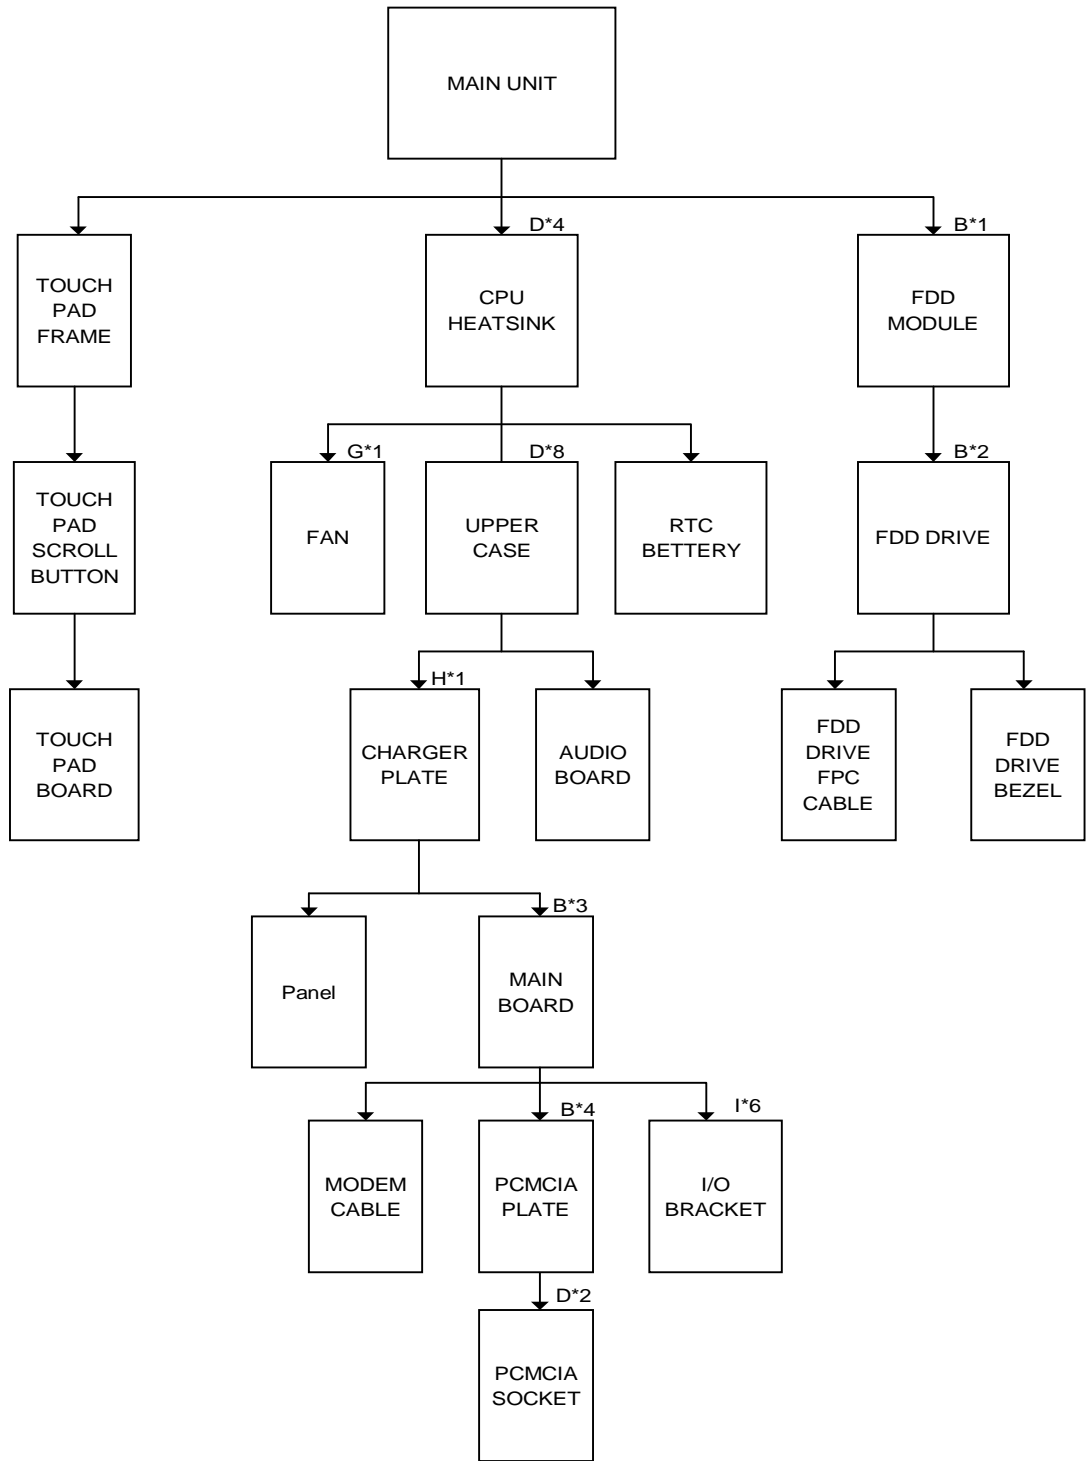 MAIN UNIT
D*4
B*1
TOUCH
PAD
FRAME
CPU
HEATSINK
FDD
MODULE
G*1
D*8
B*2
TOUCH
PAD
SCROLL
BUTTON
FAN
UPPER
CASE
RTC
BETTERY
FDD DRIVE
H*1
TOUCH
PAD
BOARD
CHARGER
PLATE
AUDIO
BOARD
FDD
DRIVE
FPC
CABLE
FDD
DRIVE
BEZEL
B*3
Panel
MAIN
BOARD
B*4
I*6
MODEM
CABLE
PCMCIA
PLATE
I/O
BRACKET
D*2
PCMCIA
SOCKET